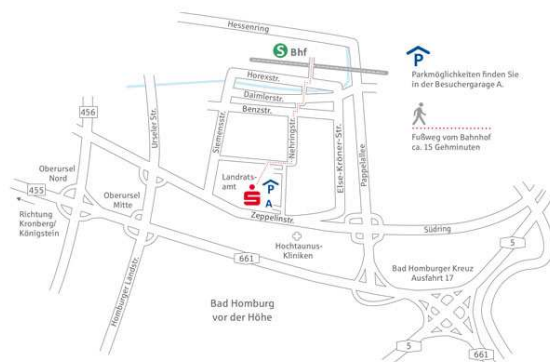 Hessenring
S Bhf
P
Parkmöglichkeiten finden Sie
in der Besuchergarage A.
Horexstr.
Daimlerstr.
Benzstr.
Urseler Str.
Siemensstr.
Nehringstr.
Else-Kröner-Str.
Pappelallee
Fußweg vom Bahnhof
ca. 15 Gehminuten
456
Oberursel
Nord
455
Richtung
Kronberg/
Königstein
Oberursel
Mitte
Landrats-
amt
P
A
Zeppelinstr.
Südring
Hochtaunus-
Kliniken
5
661
Bad Homburger Kreuz
Ausfahrt 17
Homburger Landstr.
Bad Homburg
vor der Höhe
5
661